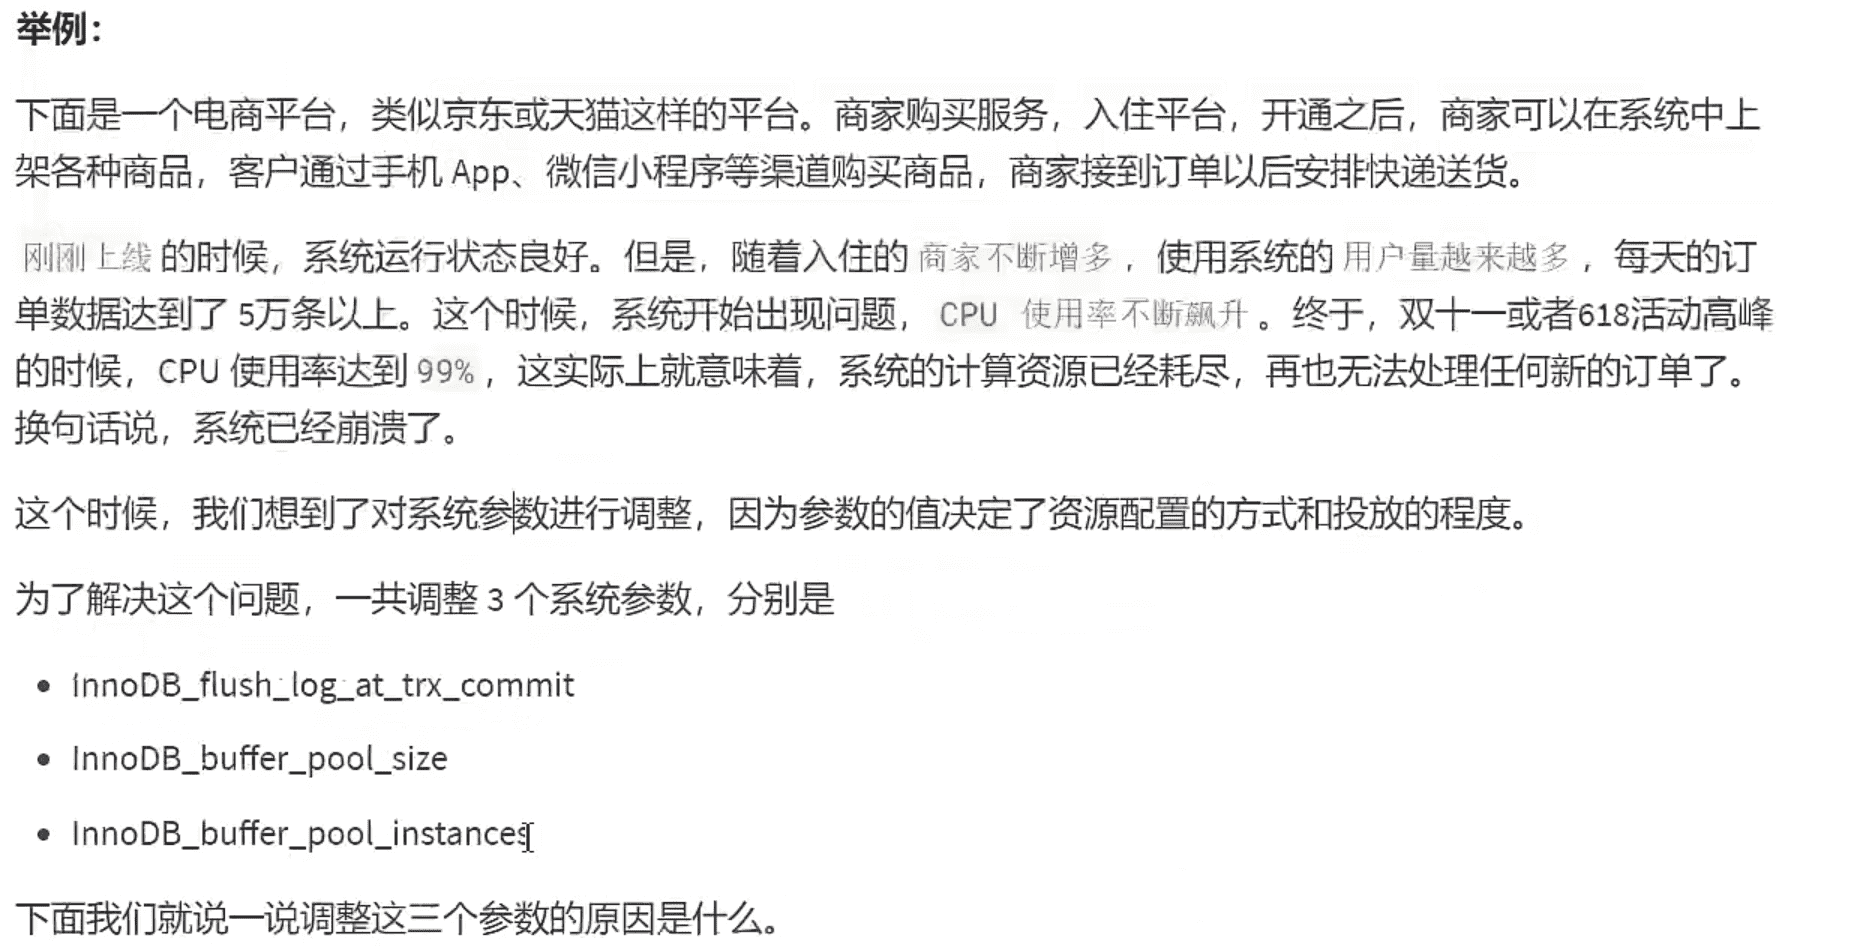 举例：
下面是一个电商平台，类似京东或天猫这样的平台。商家购买服务，入住平台，开通之后，商家可以在系统中上
架各种商品，客户通过手机 App、微信小程序等渠道购买商品，商家接到订单以后安排快递送货。
刚刚上线 的时候，系统运行状态良好。但是，随着入住的 商家不断增多 ，使用系统的 用户量越来越多 ，每天的订
单数据达到了 5万条以上。这个时候，系统开始出现问题， CPU 使用率不断飙升 。终于，双十一或者618活动高峰
的时候，CPU 使用率达到 99% ，这实际上就意味着，系统的计算资源已经耗尽，再也无法处理任何新的订单了。
换句话说，系统已经崩溃了。
这个时候，我们想到了对系统参数进行调整，因为参数的值决定了资源配置的方式和投放的程度。
为了解决这个问题，一共调整 3 个系统参数，分别是
• InnoDB_flush_log_at_trx_commit
• InnoDB_buffer_pool_size
• InnoDB_buffer_pool_instances
下面我们就说一说调整这三个参数的原因是什么。